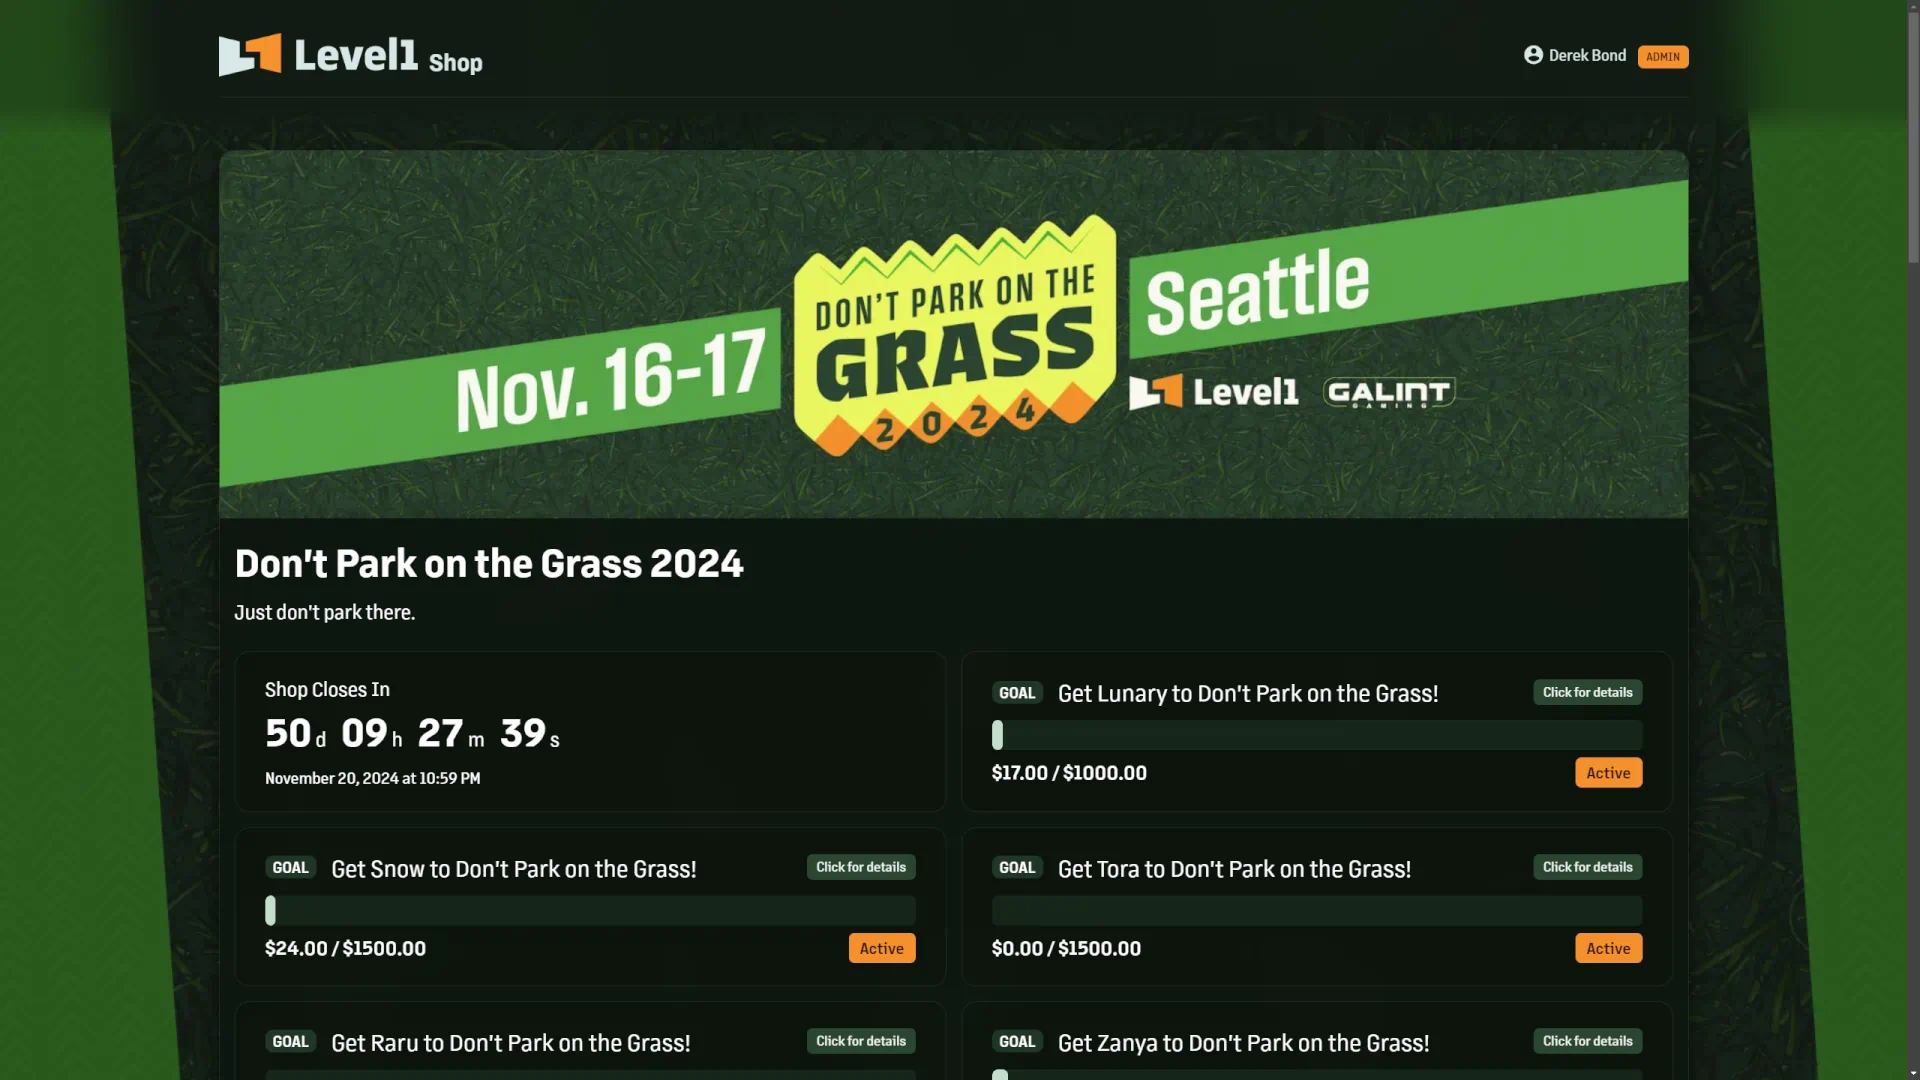 Level1 Shop
Derek Bond ADMIN
Nov. 16-17
DON'T PARK ON THE
GRASS
2024
Seattle
Level1 GALINT
GAMING
Don't Park on the Grass 2024
Just don't park there.
Shop Closes In
50d 09h 27m 39s
November 20, 2024 at 10:59 PM
GOAL Get Lunary to Don't Park on the Grass! Click for details
$17.00 / $1000.00 Active
GOAL Get Snow to Don't Park on the Grass! Click for details
$24.00 / $1500.00 Active
GOAL Get Tora to Don't Park on the Grass! Click for details
$0.00 / $1500.00 Active
GOAL Get Raru to Don't Park on the Grass! Click for details
GOAL Get Zanya to Don't Park on the Grass! Click for details